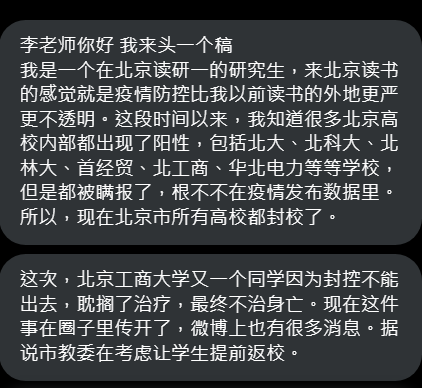 李老师你好 我来头一个稿
我是一个在北京读研一的研究生，来北京读书
的感觉就是疫情防控比我以前读书的外地更严
更不透明。这段时间以来，我知道很多北京高
校内部都出现了阳性，包括北大、北科大、北
林大、首经贸、北工商、华北电力等等学校，
但是都被瞒报了，根不不在疫情发布数据里。
所以，现在北京市所有高校都封校了。
这次，北京工商大学又一个同学因为封控不能
出去，耽搁了治疗，最终不治身亡。现在这件
事在圈子里传开了，微博上也有很多消息。据
说市教委在考虑让学生提前返校。